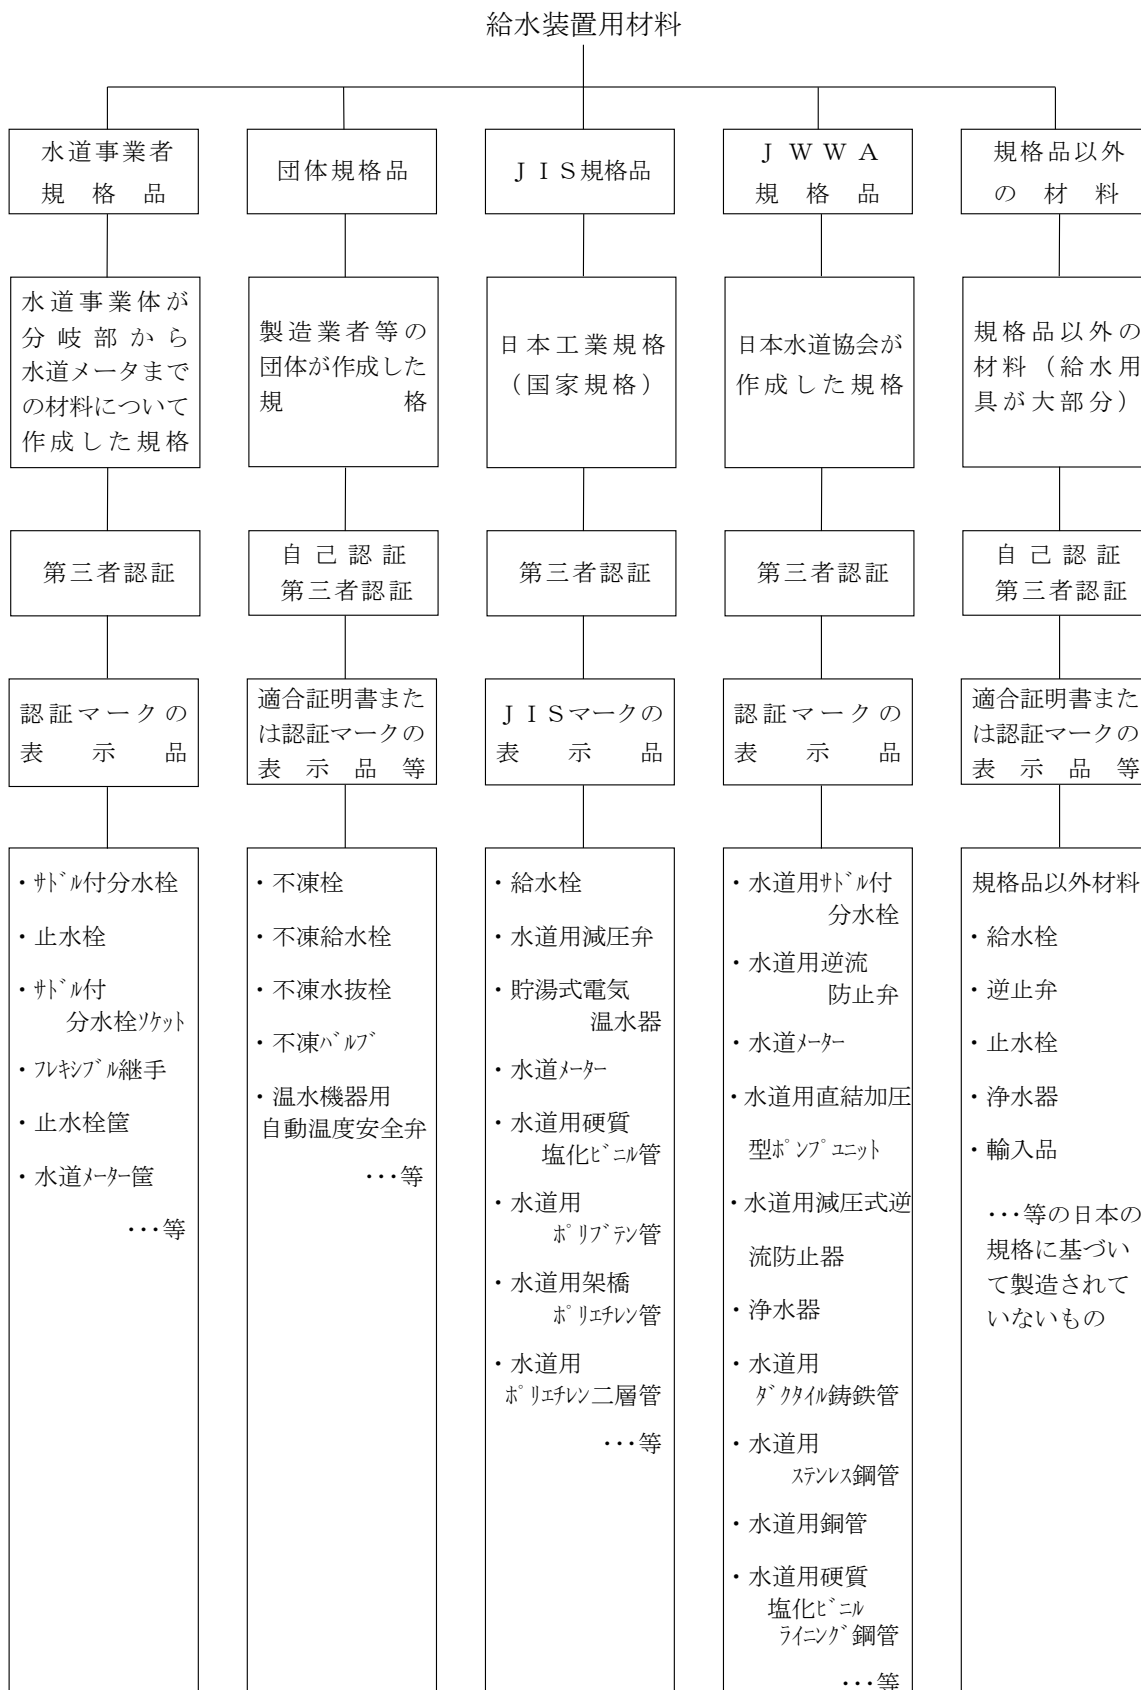 給水装置用材料
水道事業者
規格品
団体規格品
ＪＩＳ規格品
ＪＷＷＡ
規格品
規格品以外
の材料
水道事業体が
分岐部から
水道メータまで
の材料について
作成した規格
製造業者等の
団体が作成した
規格
日本工業規格
（国家規格）
日本水道協会が
作成した規格
規格品以外の
材料（給水用
具が大部分）
第三者認証
自己認証
第三者認証
第三者認証
第三者認証
自己認証
第三者認証
認証マークの
表示品
適合証明書また
は認証マークの
表示品等
ＪＩＳマークの
表示品
認証マークの
表示品
適合証明書また
は認証マークの
表示品等
・ｻﾄﾞﾙ付分水栓
・止水栓
・ｻﾄﾞﾙ付
分水栓ｿｹｯﾄ
・ﾌﾚｷｼﾌﾞﾙ継手
・止水栓筐
・水道ﾒｰﾀｰ筐
･･･等
・不凍栓
・不凍給水栓
・不凍水抜栓
・不凍ﾊﾞﾙﾌﾞ
・温水機器用
自動温度安全弁
･･･等
・給水栓
・水道用減圧弁
・貯湯式電気
温水器
・水道ﾒｰﾀｰ
・水道用硬質
塩化ﾋﾞﾆﾙ管
・水道用
ﾎﾟﾘﾌﾞﾃﾝ管
・水道用架橋
ﾎﾟﾘｴﾁﾚﾝ管
・水道用
ﾎﾟﾘｴﾁﾚﾝ二層管
･･･等
・水道用ｻﾄﾞﾙ付
分水栓
・水道用逆流
防止弁
・水道ﾒｰﾀｰ
・水道用直結加圧
型ﾎﾟﾝﾌﾟﾕﾆｯﾄ
・水道用減圧式逆
流防止器
・浄水器
・水道用
ﾀﾞｸﾀｲﾙ鋳鉄管
・水道用
ｽﾃﾝﾚｽ鋼管
・水道用銅管
・水道用硬質
塩化ﾋﾞﾆﾙ
ﾗｲﾆﾝｸﾞ鋼管
･･･等
規格品以外材料
・給水栓
・逆止弁
・止水栓
・浄水器
・輸入品
･･･等の日本の
規格に基づい
て製造されて
いないもの